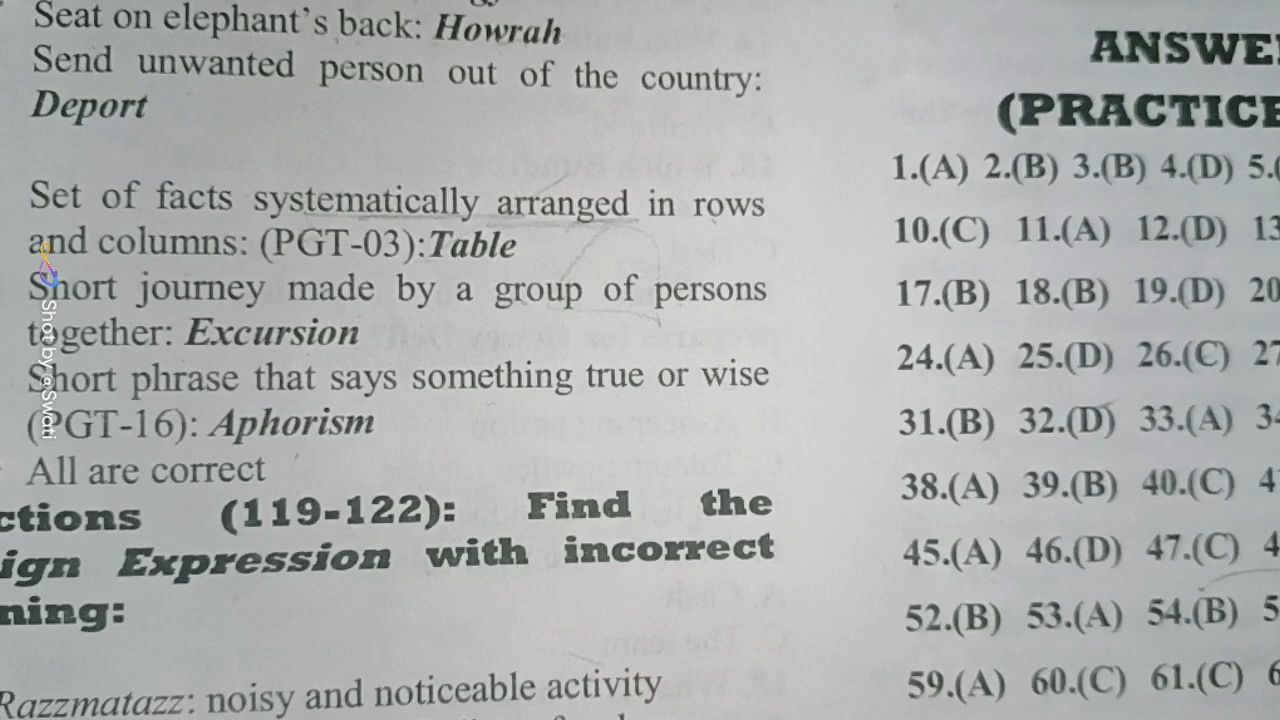 Seat on elephant's back: Howrah
Send unwanted person out of the country:
Deport
Set of facts systematically arranged in rows
and columns: (PGT-03):Table
Short journey made by a group of persons
together: Excursion
Short phrase that says something true or wise
(PGT-16): Aphorism
All are correct
ctions (119-122): Find the
ign Expression with incorrect
ning:
Razzmatazz: noisy and noticeable activity
ANSWE
(PRACTICE
1.(A) 2.(B) 3.(B) 4.(D) 5.(
10.(C) 11.(A) 12.(D) 13
17.(B) 18.(B) 19.(D) 20
24.(A) 25.(D) 26.(C) 27
31.(B) 32.(D) 33.(A) 3
38.(A) 39.(B) 40.(C) 4
45.(A) 46.(D) 47.(C) 4
52.(B) 53.(A) 54.(B) 5
59.(A) 60.(C) 61.(C) 6
Shot by @Swati